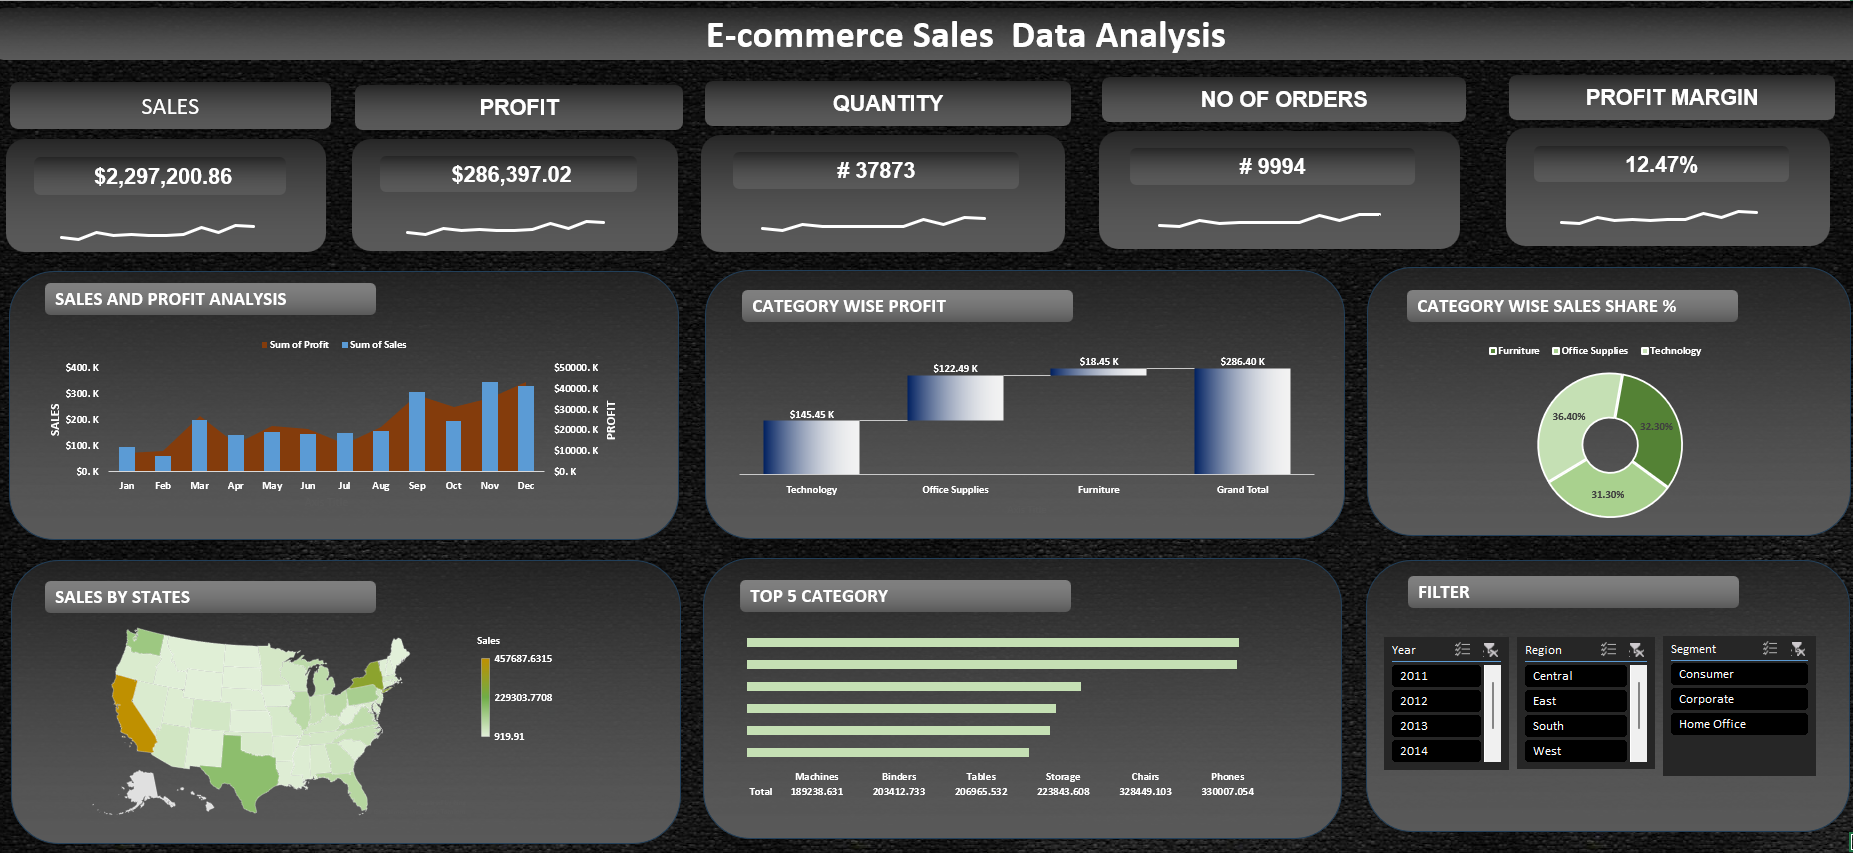 E-commerce Sales  Data Analysis
SALES
PROFIT
QUANTITY
NO OF ORDERS
PROFIT MARGIN
$2,297,200.86
$286,397.02
# 37873
# 9994
12.47%
SALES AND PROFIT ANALYSIS
Sum of Profit Sum of Sales
$400. K
$300. K
$200. K
$100. K
$0. K
SALES
$50000. K
$40000. K
$30000. K
$20000. K
$10000. K
$0. K
PROFIT
Jan Feb Mar Apr May Jun Jul Aug Sep Oct Nov Dec
CATEGORY WISE PROFIT
$145.45 K
$122.49 K
$18.45 K
$286.40 K
Technology Office Supplies Furniture Grand Total
CATEGORY WISE SALES SHARE %
Furniture Office Supplies Technology
36.40%
32.30%
31.30%
SALES BY STATES
Sales
457687.6315
229303.7708
919.91
TOP 5 CATEGORY
Machines Binders Tables Storage Chairs Phones
Total 189238.631 203412.733 206965.532 223843.608 328449.103 330007.054
FILTER
Year
2011
2012
2013
2014
Region
Central
East
South
West
Segment
Consumer
Corporate
Home Office